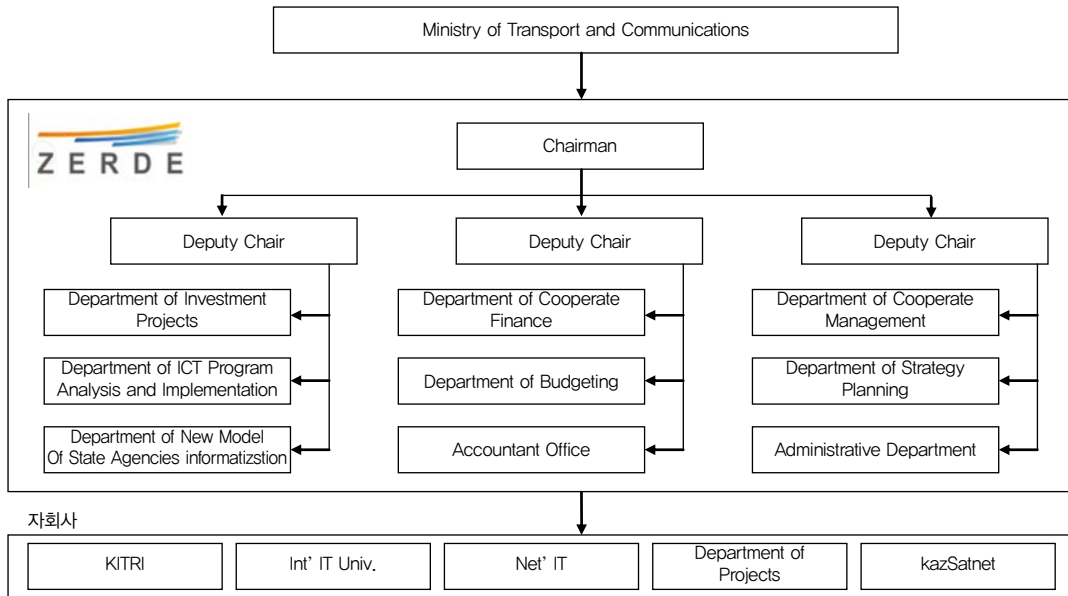 Ministry of Transport and Communications
ZERDE
Chairman
Deputy Chair
Deputy Chair
Deputy Chair
Department of Investment
Projects
Department of Cooperate
Finance
Department of Cooperate
Management
Department of ICT Program
Analysis and Implementation
Department of Budgeting
Department of Strategy
Planning
Department of New Model
Of State Agencies informatizstion
Accountant Office
Administrative Department
자회사
KITRI
Int' IT Univ.
Net' IT
Department of
Projects
kazSatnet